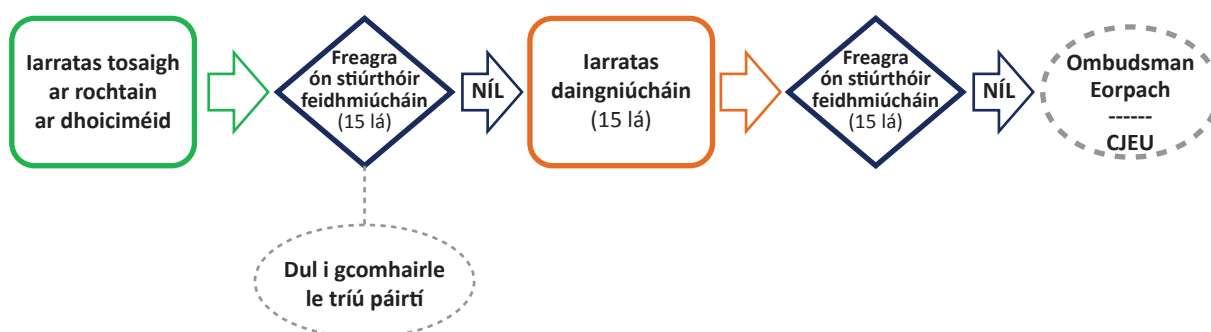 Iarratas tosaigh
ar rochtain
ar dhoiciméid
Freagra
ón stiúrthóir
feidhmiúcháin
(15 lá)
NÍL
Iarratas
daingniúcháin
(15 lá)
Freagra
ón stiúrthóir
feidhmiúcháin
(15 lá)
NÍL
Ombudsman
Eorpach
------
CJEU
Dul i gcomhairle
le tríú páirtí